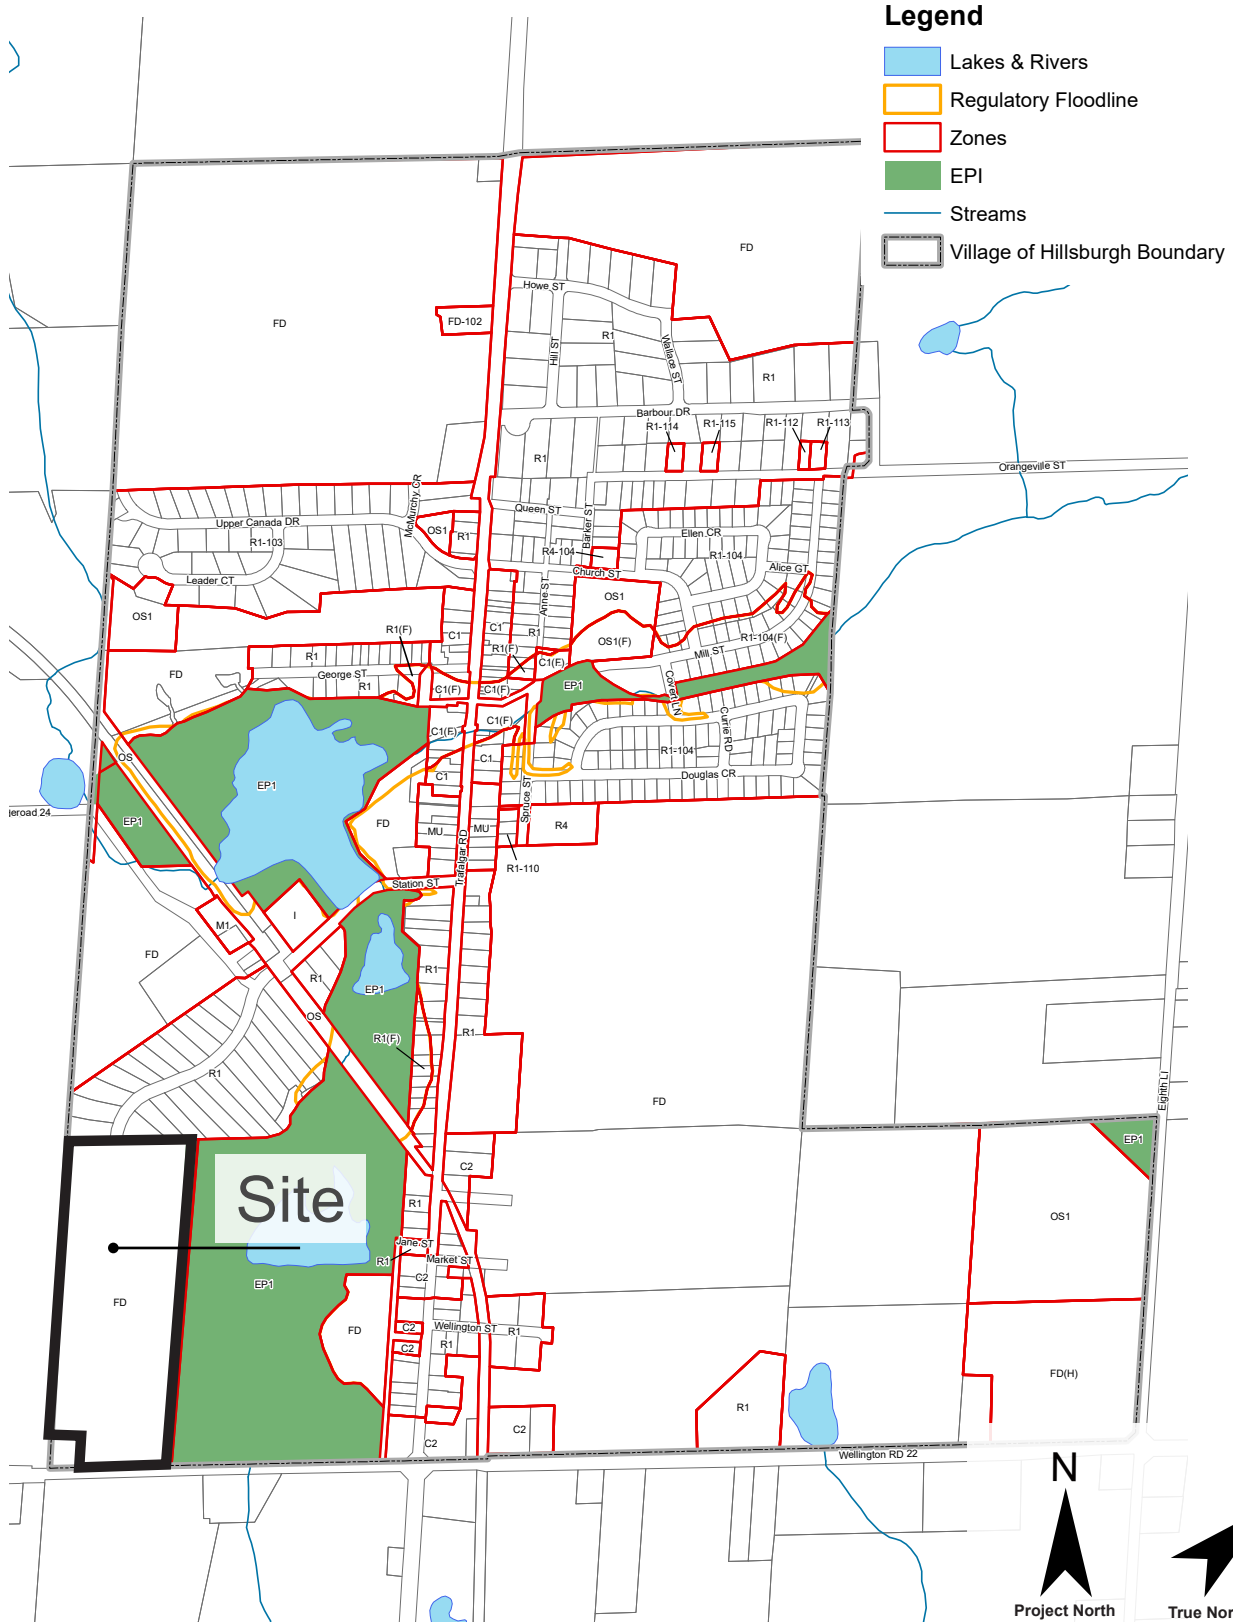 Legend
Lakes & Rivers
Regulatory Floodline
Zones
EPI
Streams
Village of Hillsburgh Boundary
FD
FD
FD-102
Howe ST
Hill ST
R1
Wallace ST
R1
Barbour DR
R1-114
R1-115
R1-112
R1-113
R1
Orangeville ST
McMurchy CR
Queen ST
Barker ST
Upper Canada DR
OS1
R1
Ellen CR
R1-103
R4-104
R1-104
Church ST
Alice GT
Leader CT
Anne ST
OS1
OS1
R1(F)
C1
C1
R1
OS1(F)
R1-104(F)
R1
R1(F)
Mill ST
C1(F)
FD
George ST
R1
EP1
Covert LN
C1(F)
C1(F)
C1(F)
C1(F)
Currie RD
OS
R1-104
C1
C1
Douglas CR
EP1
Spruce ST
geroad 24
EP1
FD
MU
MU
R4
Trafalgar RD
R1-110
Station ST
I
M1
FD
R1
R1
EP1
OS
R1(F)
R1
R1
FD
Eighth LI
EP1
C2
Site
R1
OS1
Jane ST
R1
Market ST
C2
EP1
FD
FD
C2
Wellington ST
R1
C2
R1
FD(H)
R1
C2
C2
Wellington RD 22
N
Project North
True Nor